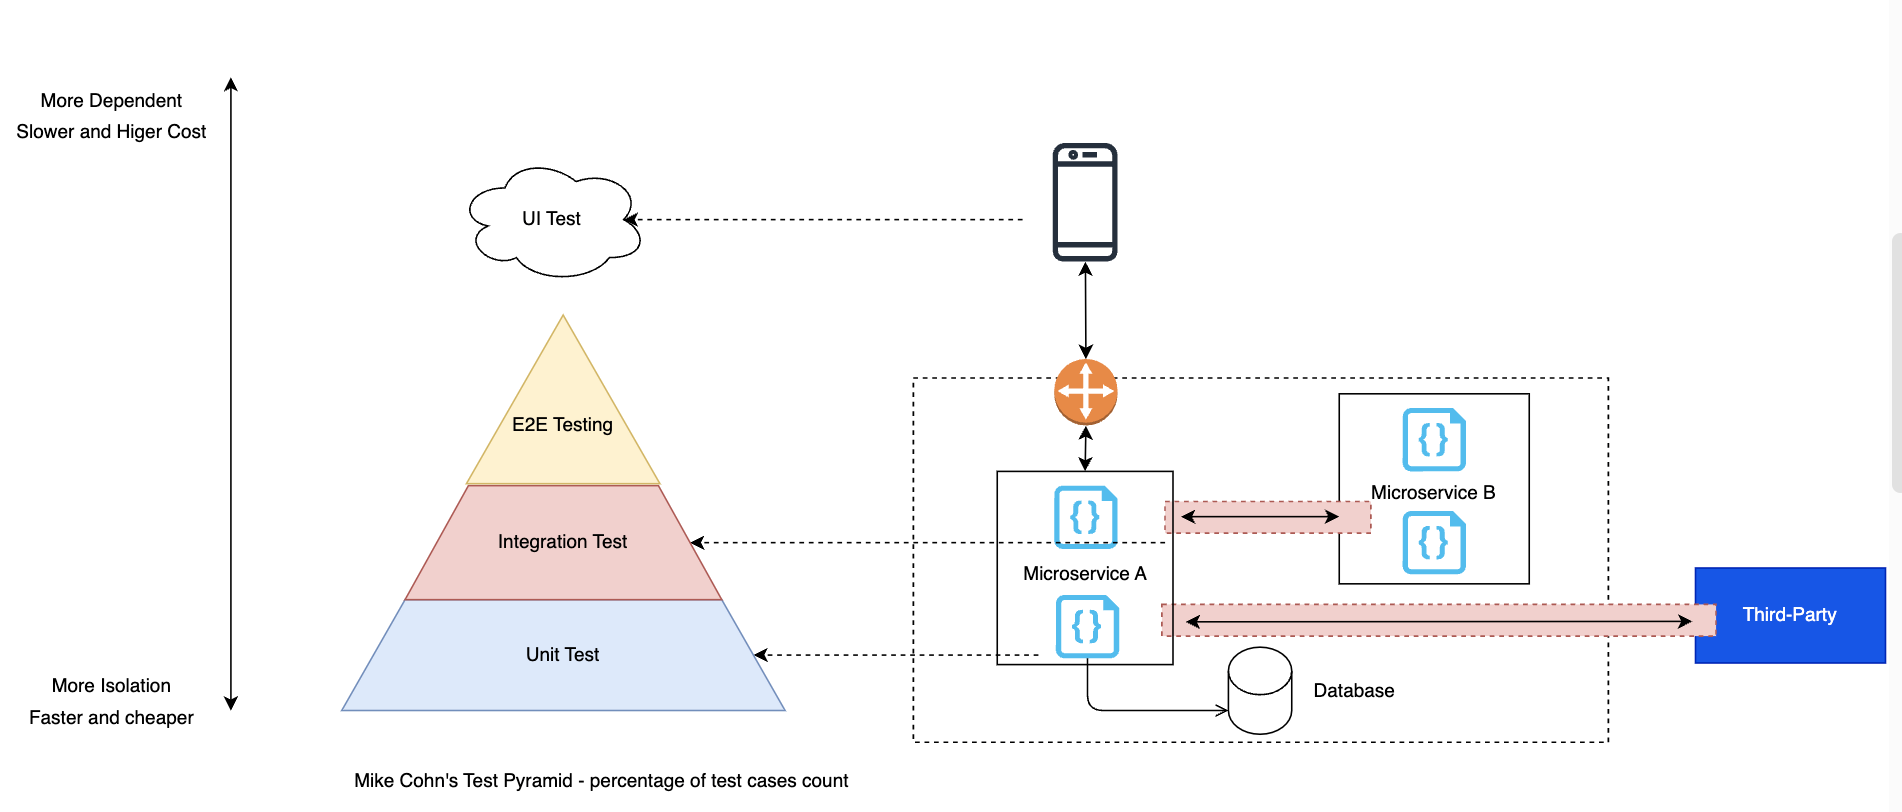 More Dependent
Slower and Higer Cost
UI Test
E2E Testing
Integration Test
Unit Test
More Isolation
Faster and cheaper
Mike Cohn's Test Pyramid - percentage of test cases count
{}
Microservice A
{}
{}
Microservice B
{}
Third-Party
Database